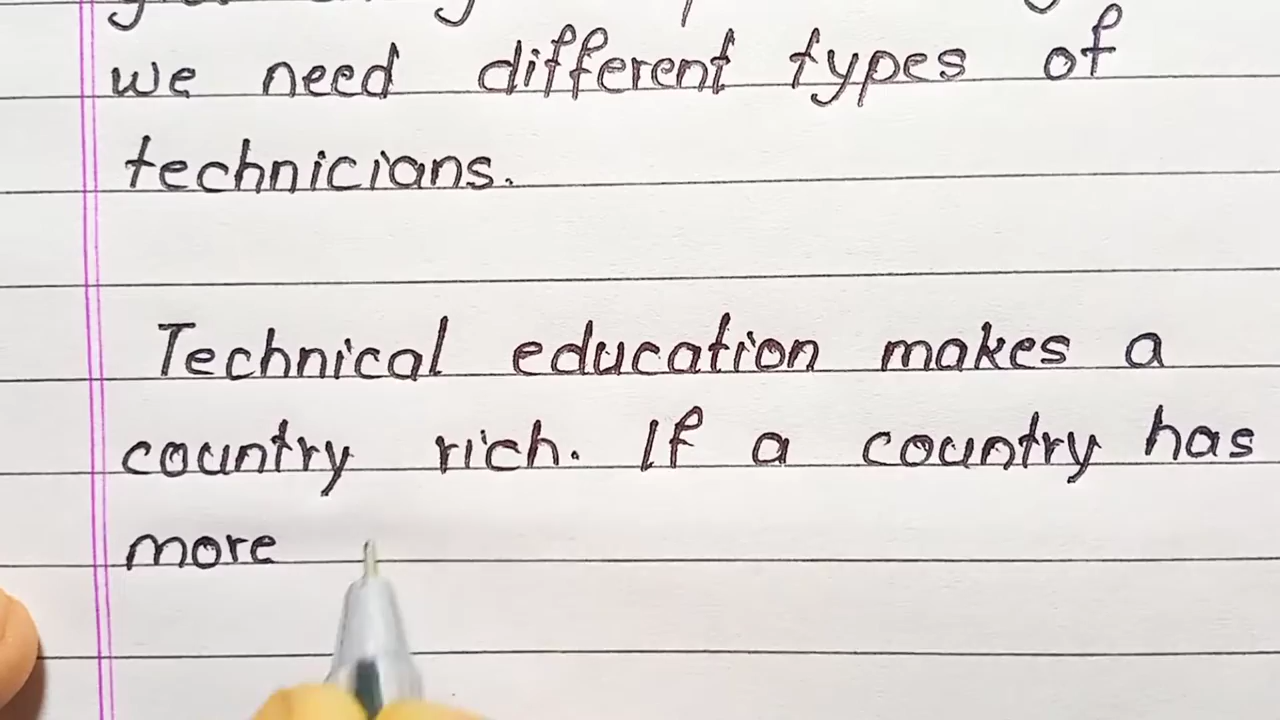 we need different types of
technicians.
Technical education makes a
country rich. If a country has
more